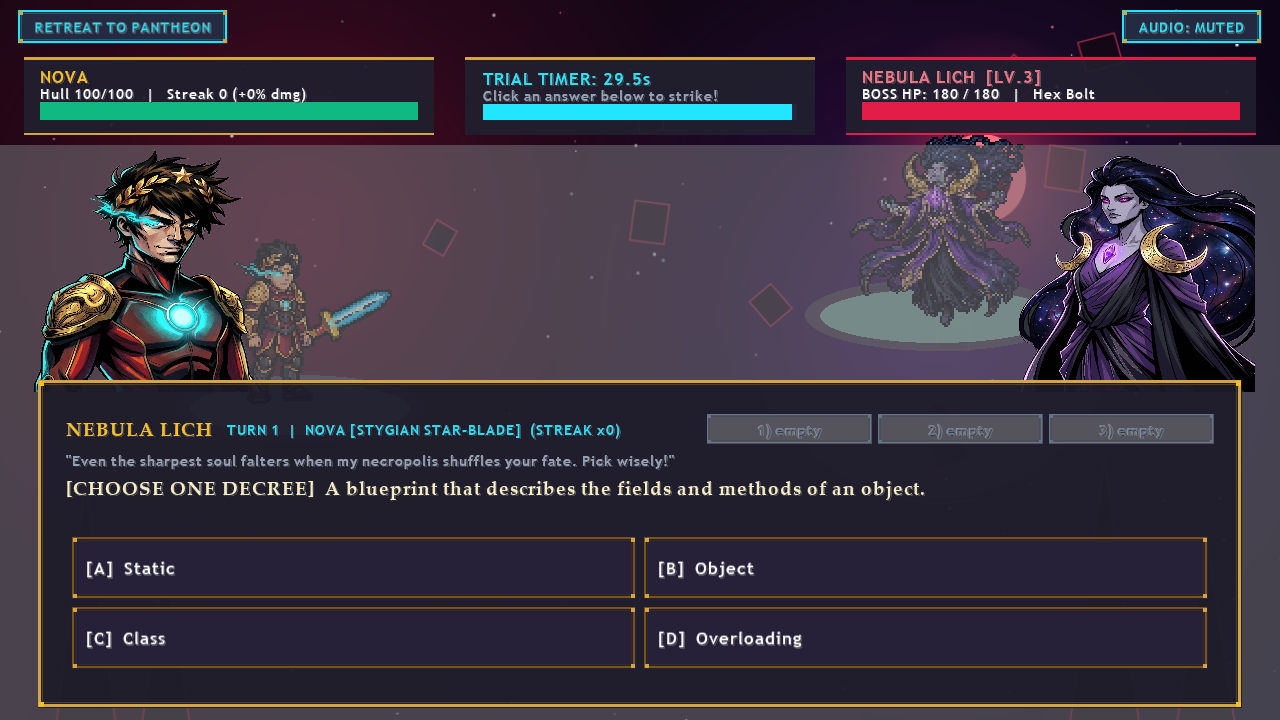 RETREAT TO PANTHEON
AUDIO: MUTED
NOVA
Hull 100/100 | Streak 0 (+0% dmg)
TRIAL TIMER: 29.5s
Click an answer below to strike!
NEBULA LICH [LV.3]
BOSS HP: 180 / 180 | Hex Bolt
NEBULA LICH TURN 1 | NOVA [STYGIAN STAR-BLADE] (STREAK x0)
1) empty
2) empty
3) empty
"Even the sharpest soul falters when my necropolis shuffles your fate. Pick wisely!"
[CHOOSE ONE DECREE] A blueprint that describes the fields and methods of an object.
[A] Static
[B] Object
[C] Class
[D] Overloading